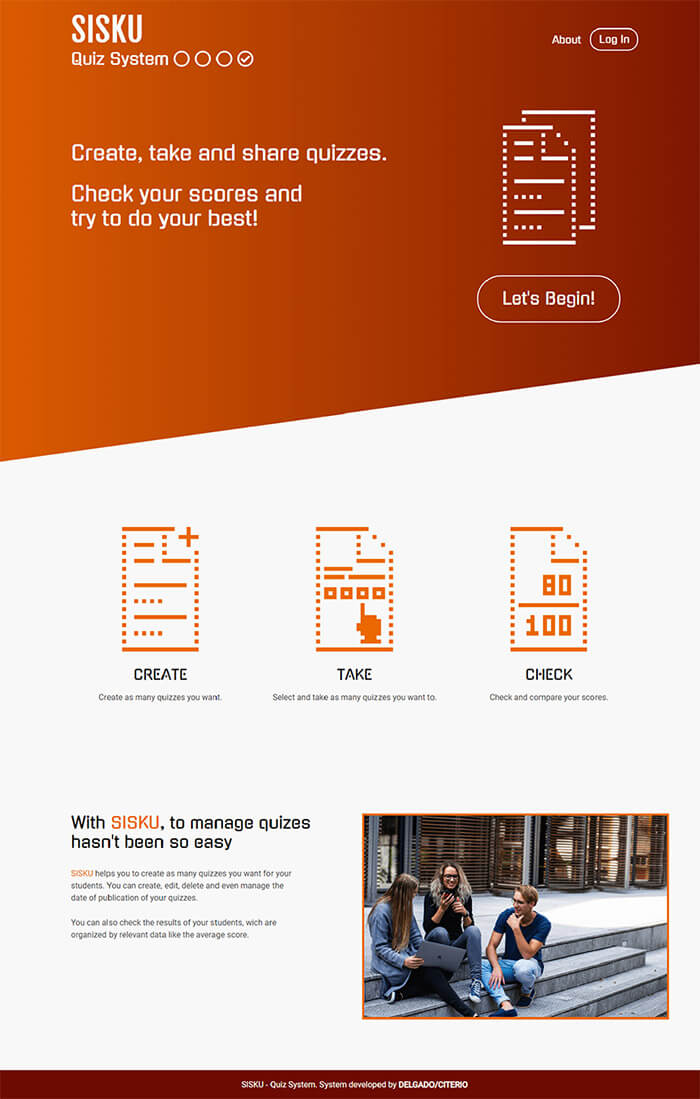 SISKU
Quiz System
About
Log In
Create, take and share quizzes.
Check your scores and
try to do your best!
Let's Begin!
80
100
CREATE
TAKE
CHECK
Create as many quizzes you want.
Select and take as many quizzes you want to.
Check and compare your scores.
With SISKU, to manage quizes
hasn't been so easy
SISKU helps you to create as many quizzes you want for your
students. You can create, edit, delete and even manage the
date of publication of your quizzes.
You can also check the results of your students, wich are
organized by relevant data like the average score.
SISKU - Quiz System. System developed by DELGADO/CITERIO